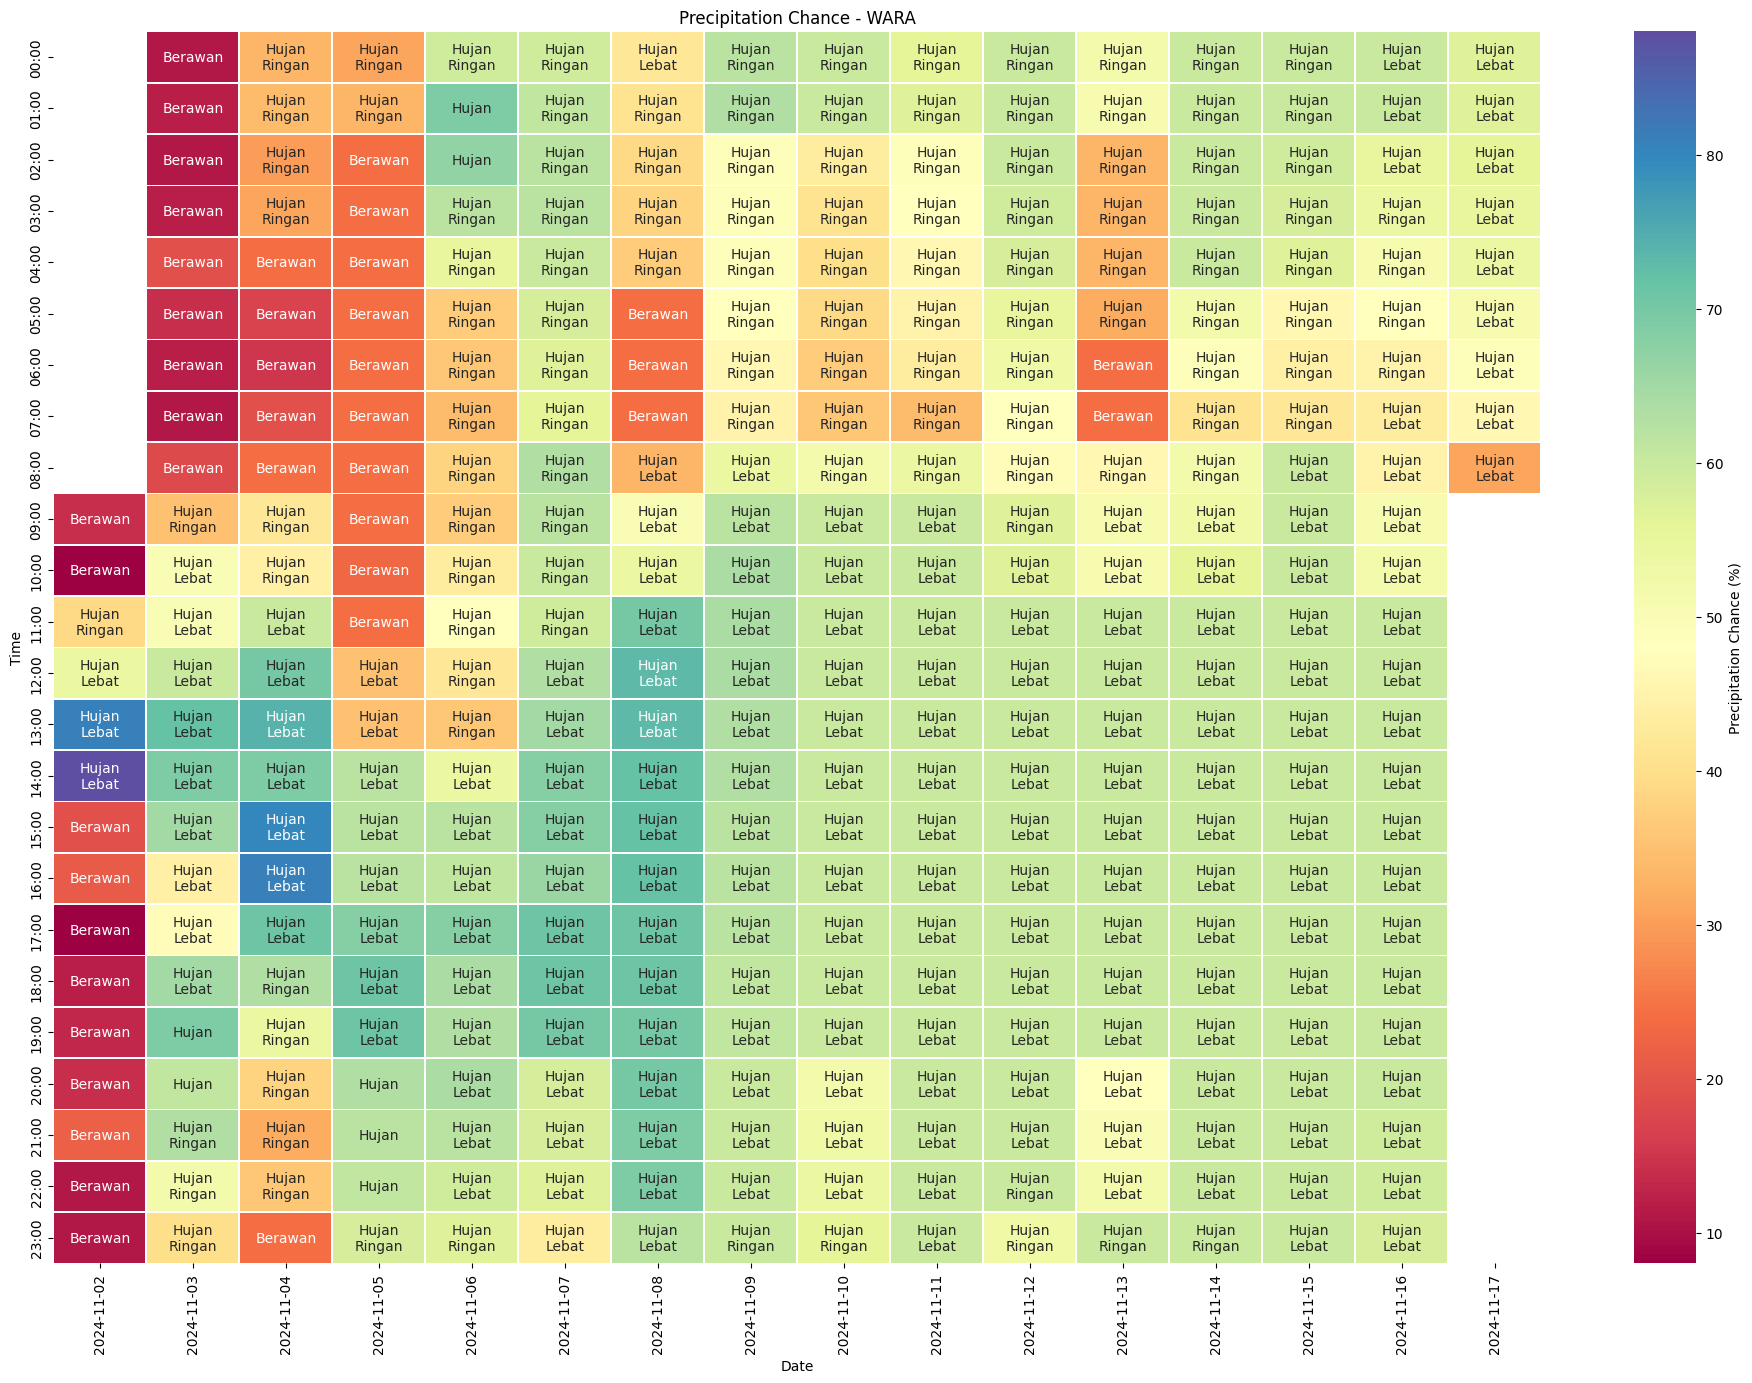 Precipitation Chance - WARA
00:00 Berawan Hujan Ringan Hujan Ringan Hujan Ringan Hujan Ringan Hujan Lebat Hujan Ringan Hujan Ringan Hujan Ringan Hujan Ringan Hujan Ringan Hujan Ringan Hujan Ringan Hujan Lebat Hujan Lebat
01:00 Berawan Hujan Ringan Hujan Ringan Hujan Hujan Ringan Hujan Ringan Hujan Ringan Hujan Ringan Hujan Ringan Hujan Ringan Hujan Ringan Hujan Ringan Hujan Ringan Hujan Lebat Hujan Lebat
02:00 Berawan Hujan Ringan Berawan Hujan Hujan Ringan Hujan Ringan Hujan Ringan Hujan Ringan Hujan Ringan Hujan Ringan Hujan Ringan Hujan Ringan Hujan Ringan Hujan Lebat Hujan Lebat
03:00 Berawan Hujan Ringan Berawan Hujan Ringan Hujan Ringan Hujan Ringan Hujan Ringan Hujan Ringan Hujan Ringan Hujan Ringan Hujan Ringan Hujan Ringan Hujan Ringan Hujan Ringan Hujan Lebat
04:00 Berawan Berawan Berawan Hujan Ringan Hujan Ringan Hujan Ringan Hujan Ringan Hujan Ringan Hujan Ringan Hujan Ringan Hujan Ringan Hujan Ringan Hujan Ringan Hujan Ringan Hujan Lebat
05:00 Berawan Berawan Berawan Hujan Ringan Hujan Ringan Berawan Hujan Ringan Hujan Ringan Hujan Ringan Hujan Ringan Hujan Ringan Hujan Ringan Hujan Ringan Hujan Ringan Hujan Lebat
06:00 Berawan Berawan Berawan Hujan Ringan Hujan Ringan Berawan Hujan Ringan Hujan Ringan Hujan Ringan Hujan Ringan Berawan Hujan Ringan Hujan Ringan Hujan Ringan Hujan Lebat
07:00 Berawan Berawan Berawan Hujan Ringan Hujan Ringan Berawan Hujan Ringan Hujan Ringan Hujan Ringan Hujan Ringan Berawan Hujan Ringan Hujan Ringan Hujan Lebat Hujan Lebat
08:00 Berawan Berawan Berawan Hujan Ringan Hujan Ringan Hujan Lebat Hujan Lebat Hujan Ringan Hujan Ringan Hujan Ringan Hujan Ringan Hujan Ringan Hujan Lebat Hujan Lebat Hujan Lebat
09:00 Berawan Hujan Ringan Hujan Ringan Berawan Hujan Ringan Hujan Ringan Hujan Lebat Hujan Lebat Hujan Lebat Hujan Lebat Hujan Ringan Hujan Lebat Hujan Lebat Hujan Lebat Hujan Lebat
10:00 Berawan Hujan Lebat Hujan Ringan Berawan Hujan Ringan Hujan Ringan Hujan Lebat Hujan Lebat Hujan Lebat Hujan Lebat Hujan Lebat Hujan Lebat Hujan Lebat Hujan Lebat Hujan Lebat
11:00 Hujan Ringan Hujan Lebat Hujan Lebat Berawan Hujan Ringan Hujan Ringan Hujan Lebat Hujan Lebat Hujan Lebat Hujan Lebat Hujan Lebat Hujan Lebat Hujan Lebat Hujan Lebat Hujan Lebat
12:00 Hujan Lebat Hujan Lebat Hujan Lebat Hujan Lebat Hujan Ringan Hujan Lebat Hujan Lebat Hujan Lebat Hujan Lebat Hujan Lebat Hujan Lebat Hujan Lebat Hujan Lebat Hujan Lebat Hujan Lebat
13:00 Hujan Lebat Hujan Lebat Hujan Lebat Hujan Lebat Hujan Ringan Hujan Lebat Hujan Lebat Hujan Lebat Hujan Lebat Hujan Lebat Hujan Lebat Hujan Lebat Hujan Lebat Hujan Lebat Hujan Lebat
14:00 Hujan Lebat Hujan Lebat Hujan Lebat Hujan Lebat Hujan Lebat Hujan Lebat Hujan Lebat Hujan Lebat Hujan Lebat Hujan Lebat Hujan Lebat Hujan Lebat Hujan Lebat Hujan Lebat Hujan Lebat
15:00 Berawan Hujan Lebat Hujan Lebat Hujan Lebat Hujan Lebat Hujan Lebat Hujan Lebat Hujan Lebat Hujan Lebat Hujan Lebat Hujan Lebat Hujan Lebat Hujan Lebat Hujan Lebat Hujan Lebat
16:00 Berawan Hujan Lebat Hujan Lebat Hujan Lebat Hujan Lebat Hujan Lebat Hujan Lebat Hujan Lebat Hujan Lebat Hujan Lebat Hujan Lebat Hujan Lebat Hujan Lebat Hujan Lebat Hujan Lebat
17:00 Berawan Hujan Lebat Hujan Lebat Hujan Lebat Hujan Lebat Hujan Lebat Hujan Lebat Hujan Lebat Hujan Lebat Hujan Lebat Hujan Lebat Hujan Lebat Hujan Lebat Hujan Lebat Hujan Lebat
18:00 Berawan Hujan Lebat Hujan Ringan Hujan Lebat Hujan Lebat Hujan Lebat Hujan Lebat Hujan Lebat Hujan Lebat Hujan Lebat Hujan Lebat Hujan Lebat Hujan Lebat Hujan Lebat Hujan Lebat
19:00 Berawan Hujan Hujan Ringan Hujan Lebat Hujan Lebat Hujan Lebat Hujan Lebat Hujan Lebat Hujan Lebat Hujan Lebat Hujan Lebat Hujan Lebat Hujan Lebat Hujan Lebat Hujan Lebat
20:00 Berawan Hujan Hujan Ringan Hujan Hujan Lebat Hujan Lebat Hujan Lebat Hujan Lebat Hujan Lebat Hujan Lebat Hujan Lebat Hujan Lebat Hujan Lebat Hujan Lebat Hujan Lebat
21:00 Berawan Hujan Ringan Hujan Ringan Hujan Hujan Lebat Hujan Lebat Hujan Lebat Hujan Lebat Hujan Lebat Hujan Lebat Hujan Lebat Hujan Lebat Hujan Lebat Hujan Lebat Hujan Lebat
22:00 Berawan Hujan Ringan Hujan Ringan Hujan Hujan Lebat Hujan Lebat Hujan Lebat Hujan Lebat Hujan Lebat Hujan Lebat Hujan Ringan Hujan Lebat Hujan Lebat Hujan Lebat Hujan Lebat
23:00 Berawan Hujan Ringan Berawan Hujan Ringan Hujan Ringan Hujan Lebat Hujan Lebat Hujan Ringan Hujan Ringan Hujan Lebat Hujan Ringan Hujan Ringan Hujan Ringan Hujan Lebat Hujan Lebat
Time
2024-11-02 2024-11-03 2024-11-04 2024-11-05 2024-11-06 2024-11-07 2024-11-08 2024-11-09 2024-11-10 2024-11-11 2024-11-12 2024-11-13 2024-11-14 2024-11-15 2024-11-16 2024-11-17
Date
80
70
60
50
40
30
20
10
Precipitation Chance (%)